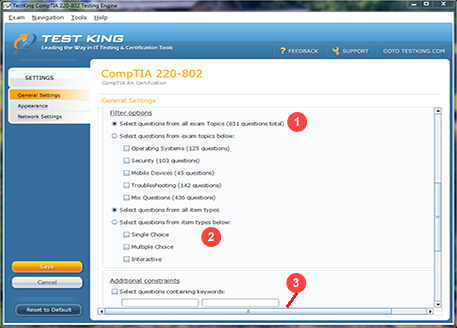 TestKing CompTIA 220-802 Testing Engine
Exam Navigation Tools Help
TEST KING
Leading the Way in IT Testing & Certification Tools
? FEEDBACK SUPPORT GOTO TESTKING.COM
SETTINGS
General Settings
Appearance
Network Settings
Save
Cancel
Reset to Default
CompTIA 220-802
CompTIA A+ Certification
General Settings
Filter options
Select questions from all exam Topics (851 questions total)
1
Select questions from exam topics below:
Operating Systems (125 questions)
Security (103 questions)
Mobile Devices (45 questions)
Troubleshooting (142 questions)
Mix Questions (436 questions)
Select questions from all item types
Select questions from item types below:
Single Choice
2
Multiple Choice
Interactive
Additional constraints
3
Select questions containing keywords: